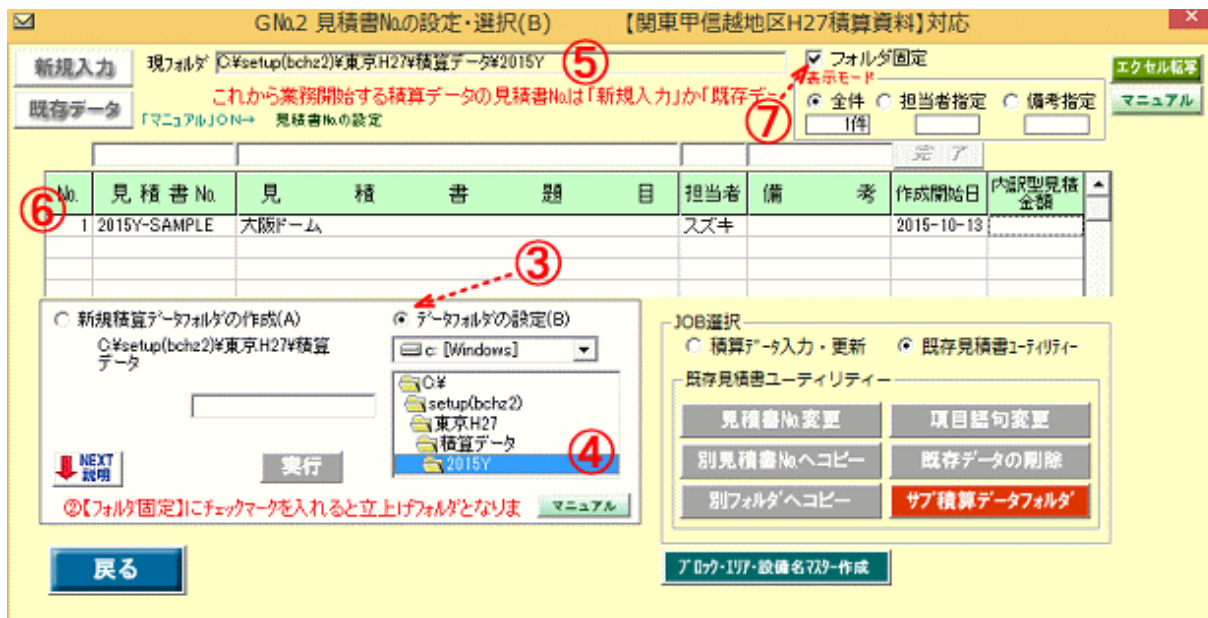 GNo.2 見積書No.の設定・選択(B) 【関東甲信越地区H27積算資料】対応
新規入力
現フォルダ C:¥setup(bchz2)¥東京H27¥積算データ¥2015Y
⑤
フォルダ固定
エクセル転写
既存データ
これから業務開始する積算データの見積書No.は「新規入力」か「既存デー
表示モード
全件 担当者指定 備考指定
マニュアル
「マニュアル」ON→ 見積書No.の設定
⑦
1件
完 了
⑥
No. 見積書No. 見 積 書 題 目 担当者 備 考 作成開始日 内訳型見積金額
1 2015Y-SAMPLE 大阪ドーム スズキ 2015-10-13
③
新規積算データフォルダの作成(A)
C:¥setup(bchz2)¥東京H27¥積算
データ
データフォルダの設定(B)
c: [Windows]
C:¥
setup(bchz2)
東京H27
積算データ
2015Y
④
NEXT
説明
実行
②【フォルダ固定】にチェックマークを入れると立上げフォルダとなりま
マニュアル
JOB選択
積算データ入力・更新 既存見積書ユーティリティー
既存見積書ユーティリティー
見積書No.変更 項目語句変更
別見積書No.へコピー 既存データの削除
別フォルダへコピー サブ積算データフォルダ
戻る
ブロック・エリア・設備名マスター作成